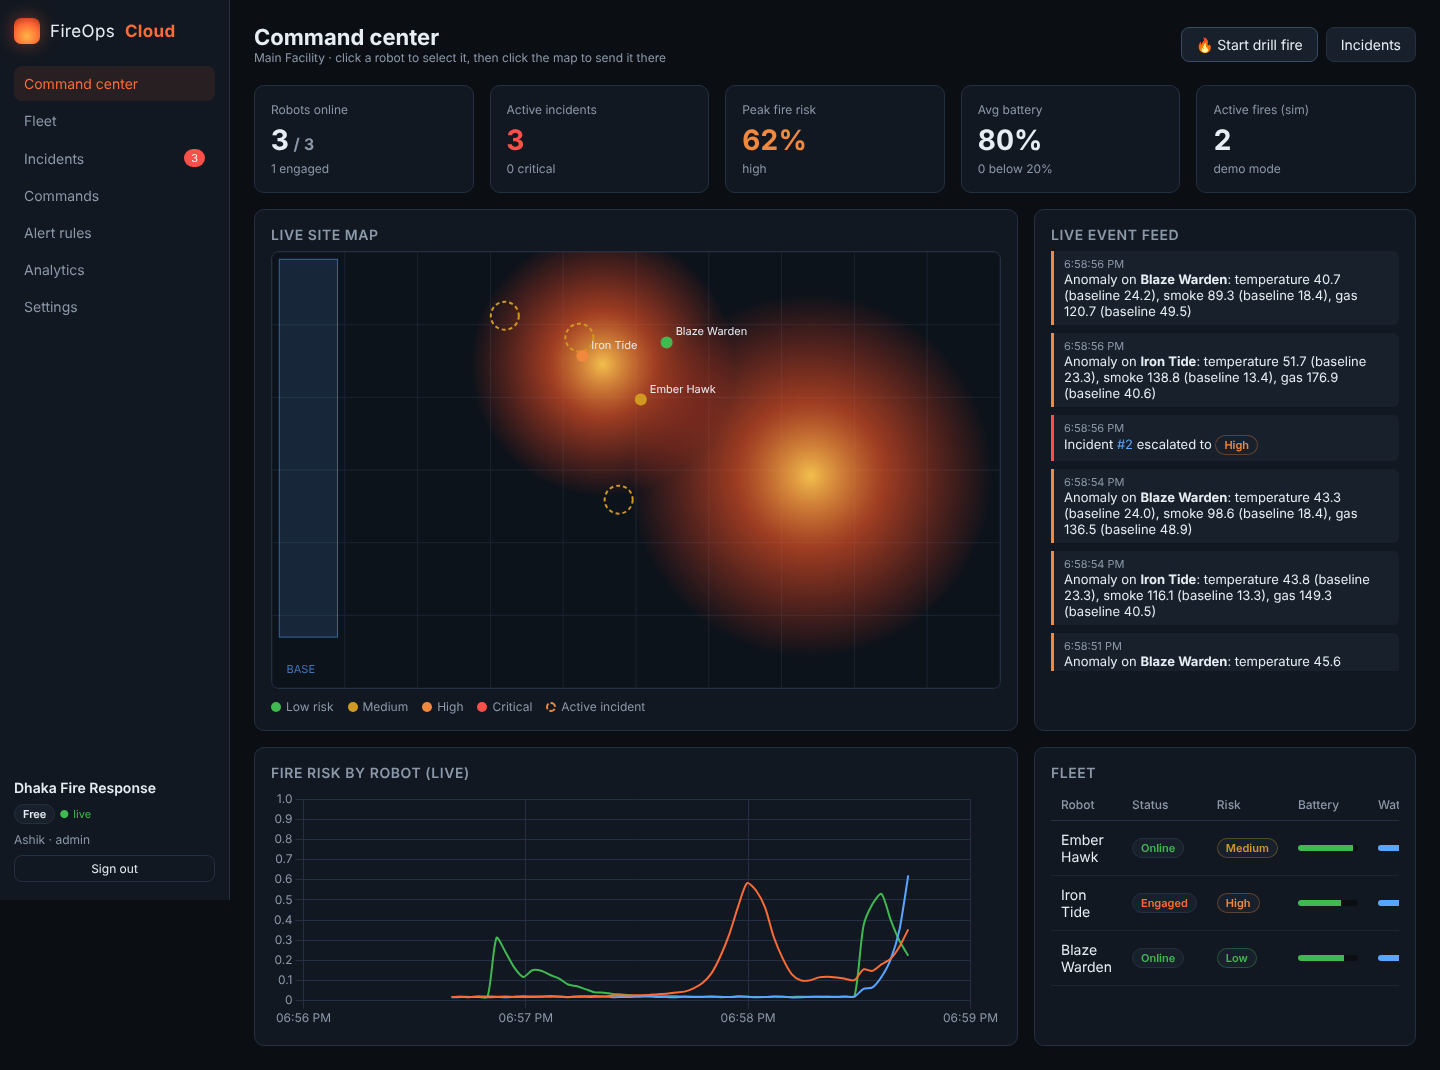 FireOps Cloud
Command center
Fleet
Incidents 3
Commands
Alert rules
Analytics
Settings
Dhaka Fire Response
Free live
Ashik · admin
Sign out
Command center
Main Facility · click a robot to select it, then click the map to send it there
🔥 Start drill fire Incidents
Robots online
3 / 3
1 engaged
Active incidents
3
0 critical
Peak fire risk
62%
high
Avg battery
80%
0 below 20%
Active fires (sim)
2
demo mode
LIVE SITE MAP
Blaze Warden
Iron Tide
Ember Hawk
BASE
Low risk Medium High Critical Active incident
LIVE EVENT FEED
6:58:56 PM
Anomaly on Blaze Warden: temperature 40.7
(baseline 24.2), smoke 89.3 (baseline 18.4), gas
120.7 (baseline 49.5)
6:58:56 PM
Anomaly on Iron Tide: temperature 51.7 (baseline
23.3), smoke 138.8 (baseline 13.4), gas 176.9
(baseline 40.6)
6:58:56 PM
Incident #2 escalated to High
6:58:54 PM
Anomaly on Blaze Warden: temperature 43.3
(baseline 24.0), smoke 98.6 (baseline 18.4), gas
136.5 (baseline 48.9)
6:58:54 PM
Anomaly on Iron Tide: temperature 43.8 (baseline
23.3), smoke 116.1 (baseline 13.3), gas 149.3
(baseline 40.5)
6:58:51 PM
Anomaly on Blaze Warden: temperature 45.6
FIRE RISK BY ROBOT (LIVE)
1.0
0.9
0.8
0.7
0.6
0.5
0.4
0.3
0.2
0.1
0
06:56 PM 06:57 PM 06:58 PM 06:59 PM
FLEET
Robot Status Risk Battery Wat
Ember
Hawk
Online Medium
Iron
Tide
Engaged High
Blaze
Warden
Online Low